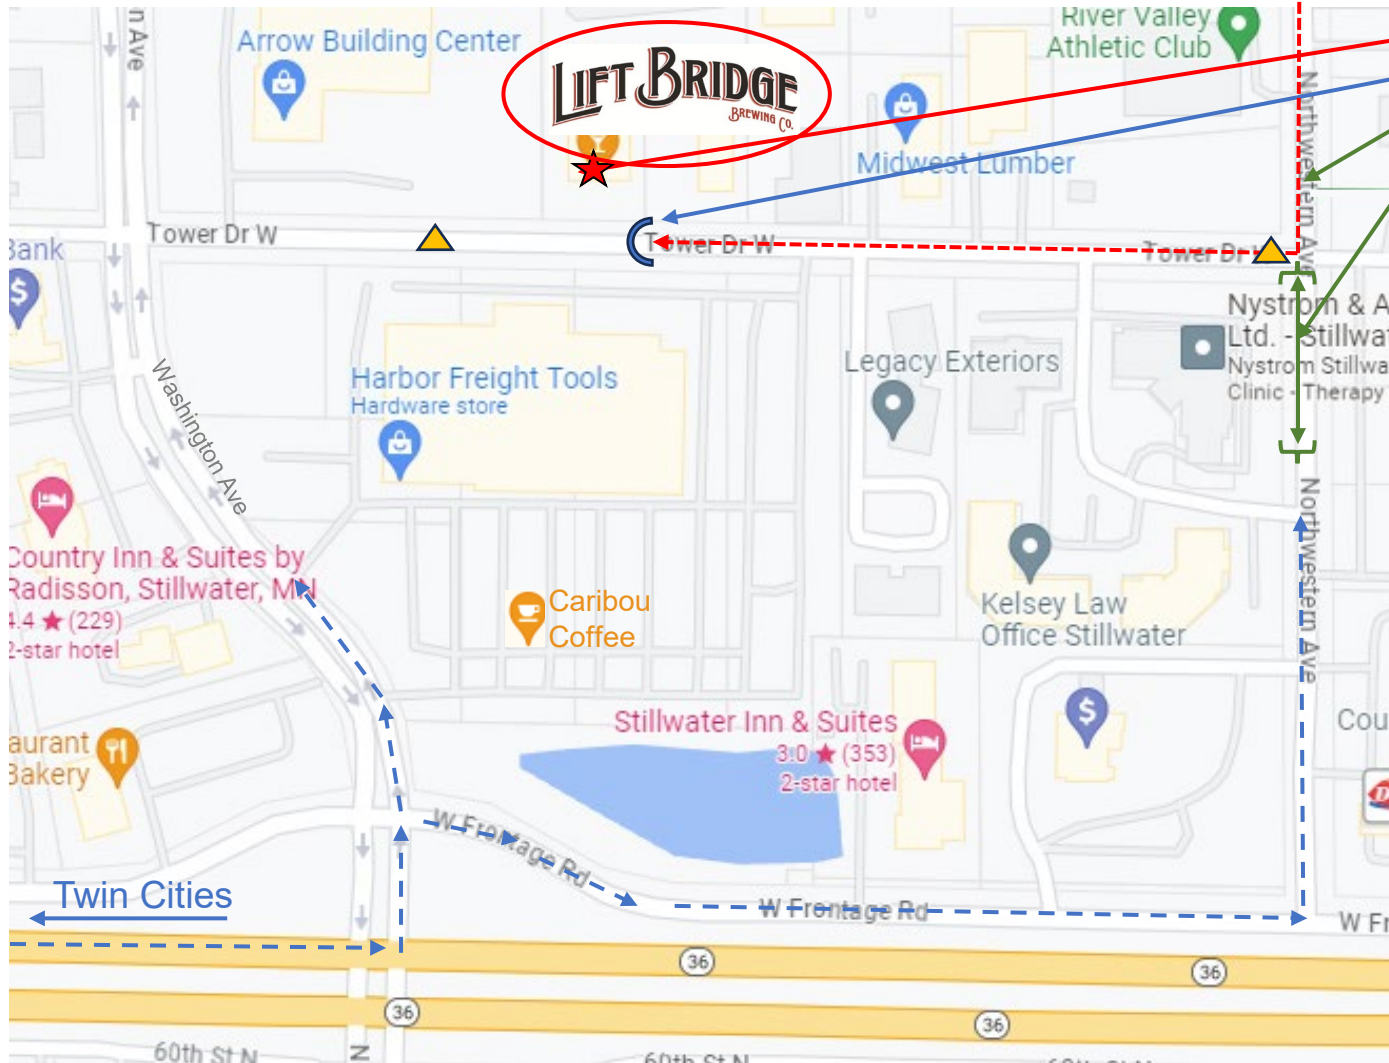 River Valley
Athletic Club
n Ave
Arrow Building Center
LIFT BRIDGE
BREWING CO.
Northwestern Ave
Midwest Lumber
Tower Dr W
Tower Dr W
Tower Dr W
Bank
Nystrom & A
Ltd. - Stillwat
Nystrom Stillwa
Clinic - Therapy
Legacy Exteriors
Harbor Freight Tools
Hardware store
Washington Ave
Northwestern Ave
Country Inn & Suites by
Radisson, Stillwater, MN
4.4 ★ (229)
2-star hotel
Caribou
Coffee
Kelsey Law
Office Stillwater
Stillwater Inn & Suites
3.0 ★ (353)
2-star hotel
Cou
aurant
Bakery
W Frontage Rd
Twin Cities
W Frontage Rd
W Fr
36
36
36
36
60th St N
N
60th St N